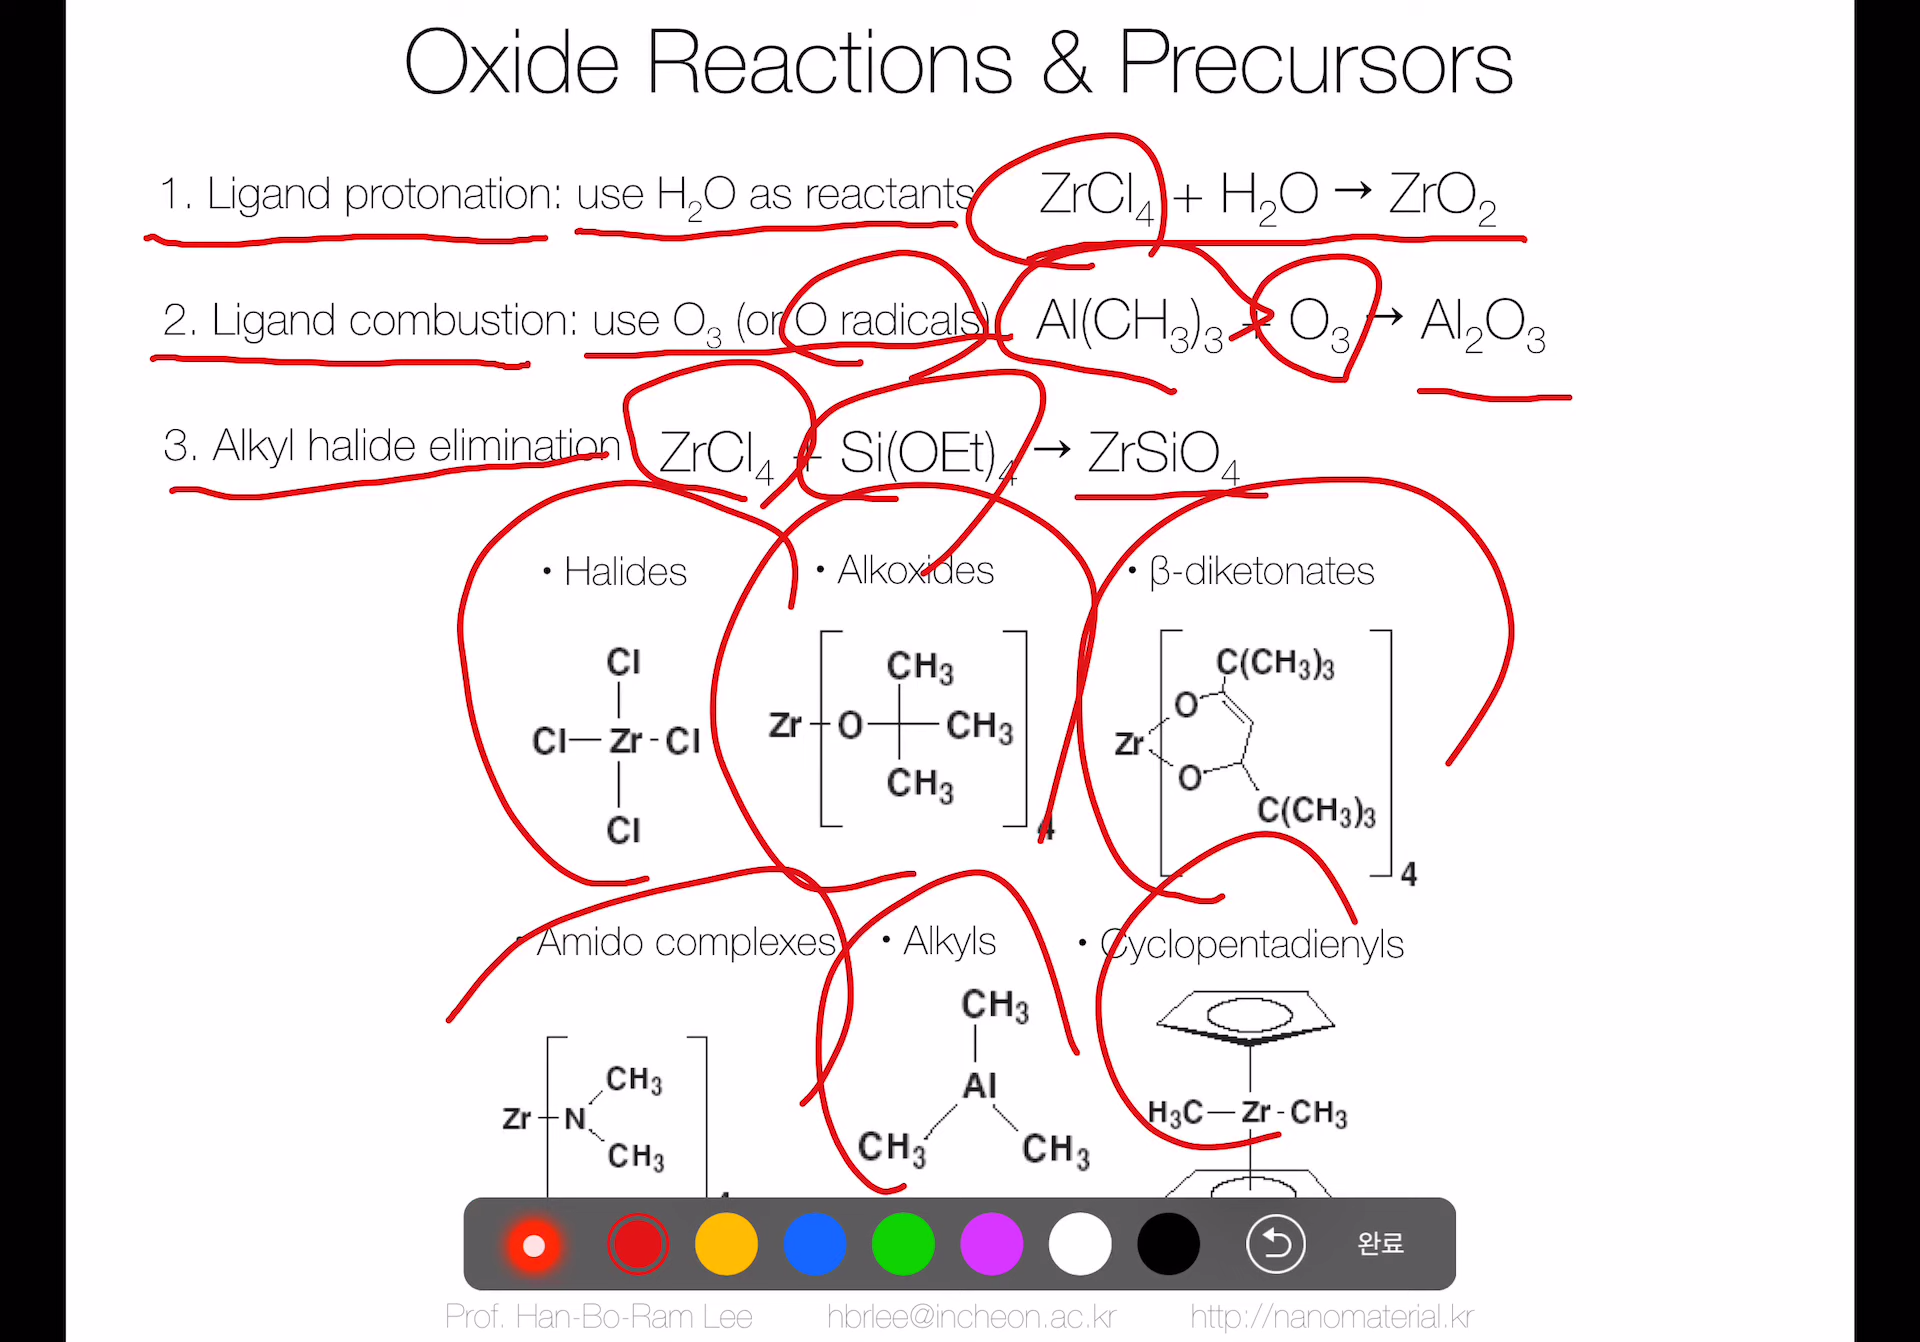 Oxide Reactions & Precursors
1. Ligand protonation: use H₂O as reactants ZrCl₄ + H₂O → ZrO₂
2. Ligand combustion: use O₃ (or O radicals) Al(CH₃)₃ + O₃ → Al₂O₃
3. Alkyl halide elimination ZrCl₄ + Si(OEt)₄ → ZrSiO₄
• Halides • Alkoxides • β-diketonates
Cl
Cl Zr Cl
Cl
CH₃
Zr O CH₃
CH₃
4
C(CH₃)₃
O
Zr
O
C(CH₃)₃
4
• Amido complexes • Alkyls • Cyclopentadienyls
CH₃
Zr N
CH₃
CH₃
Al
CH₃ CH₃
H₃C Zr CH₃
완료
Prof. Han-Bo-Ram Lee hbrlee@incheon.ac.kr http://nanomaterial.kr